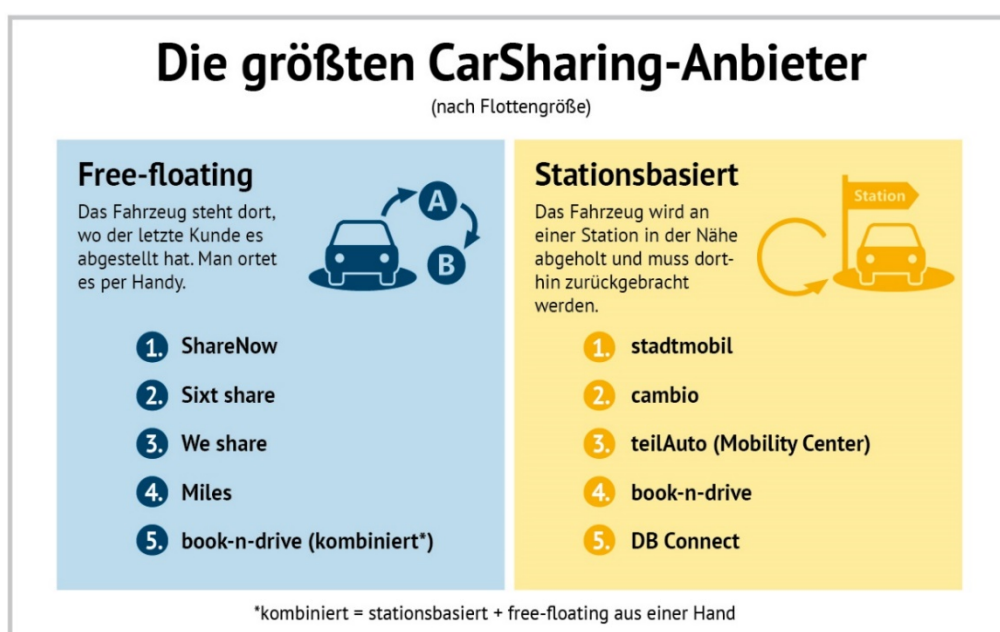 Die größten CarSharing-Anbieter
(nach Flottengröße)
Free-floating
Das Fahrzeug steht dort,
wo der letzte Kunde es
abgestellt hat. Man ortet
es per Handy.
A
B
1. ShareNow
2. Sixt share
3. We share
4. Miles
5. book-n-drive (kombiniert*)
Stationsbasiert
Das Fahrzeug wird an
einer Station in der Nähe
abgeholt und muss dort-
hin zurückgebracht
werden.
Station
1. stadtmobil
2. cambio
3. teilAuto (Mobility Center)
4. book-n-drive
5. DB Connect
*kombiniert = stationsbasiert + free-floating aus einer Hand